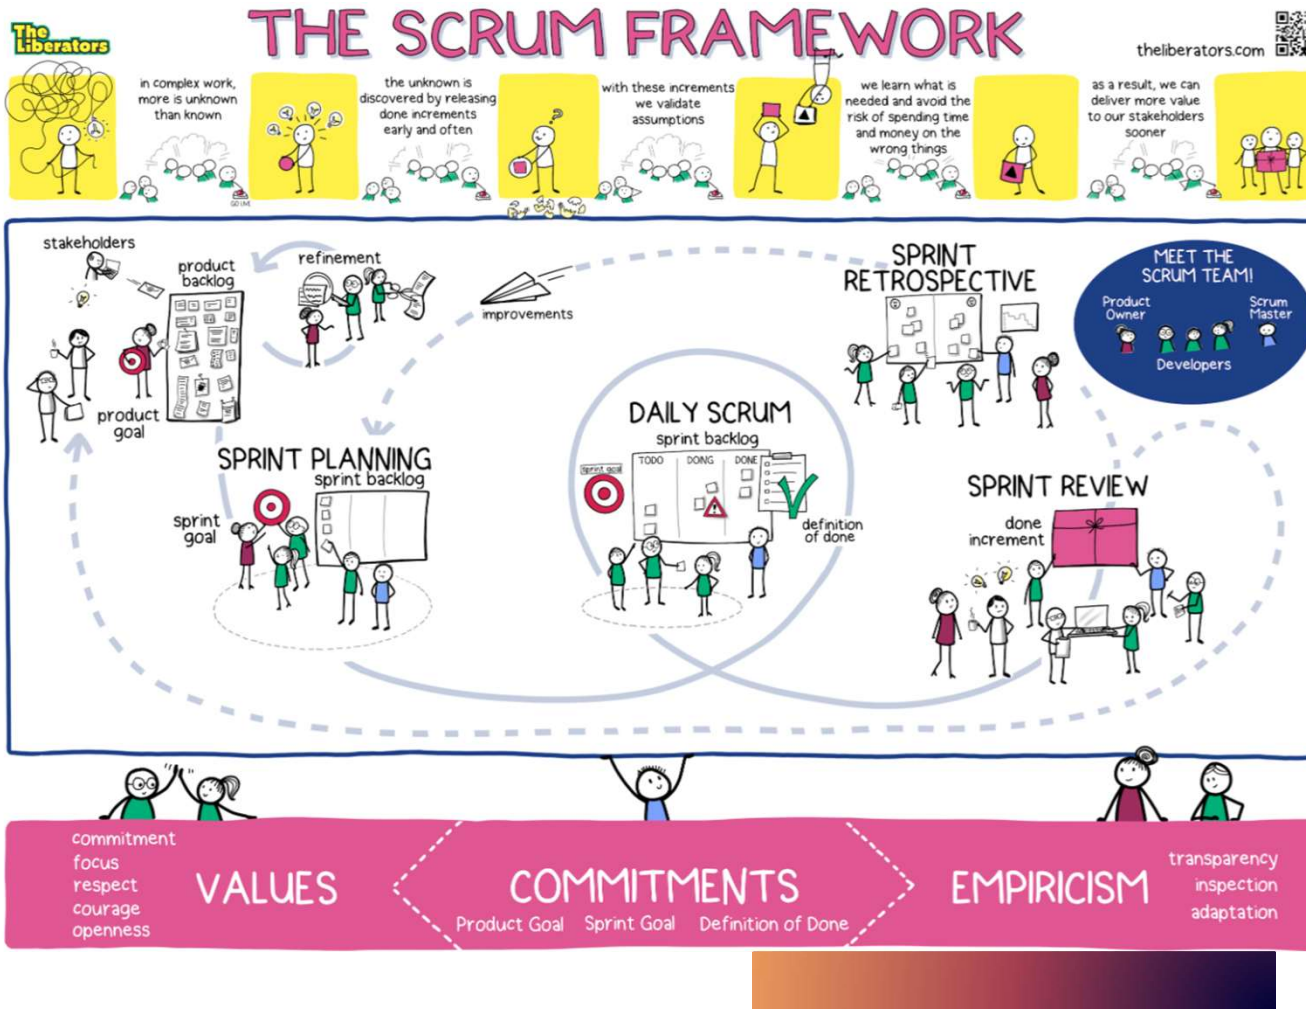 The
Liberators
THE SCRUM FRAMEWORK
theliberators.com
in complex work,
more is unknown
than known
the unknown is
discovered by releasing
done increments
early and often
with these increments
we validate
assumptions
we learn what is
needed and avoid the
risk of spending time
and money on the
wrong things
as a result, we can
deliver more value
to our stakeholders
sooner
GO LIVE
?
stakeholders
product
backlog
refinement
improvements
product
goal
SPRINT
RETROSPECTIVE
MEET THE
SCRUM TEAM!
Product
Owner
Scrum
Master
Developers
SPRINT PLANNING
sprint backlog
sprint
goal
DAILY SCRUM
sprint backlog
sprint goal
TODO
DONG
DONE
definition
of done
SPRINT REVIEW
done
increment
commitment
focus
respect
courage
openness
VALUES
COMMITMENTS
Product Goal Sprint Goal Definition of Done
EMPIRICISM
transparency
inspection
adaptation